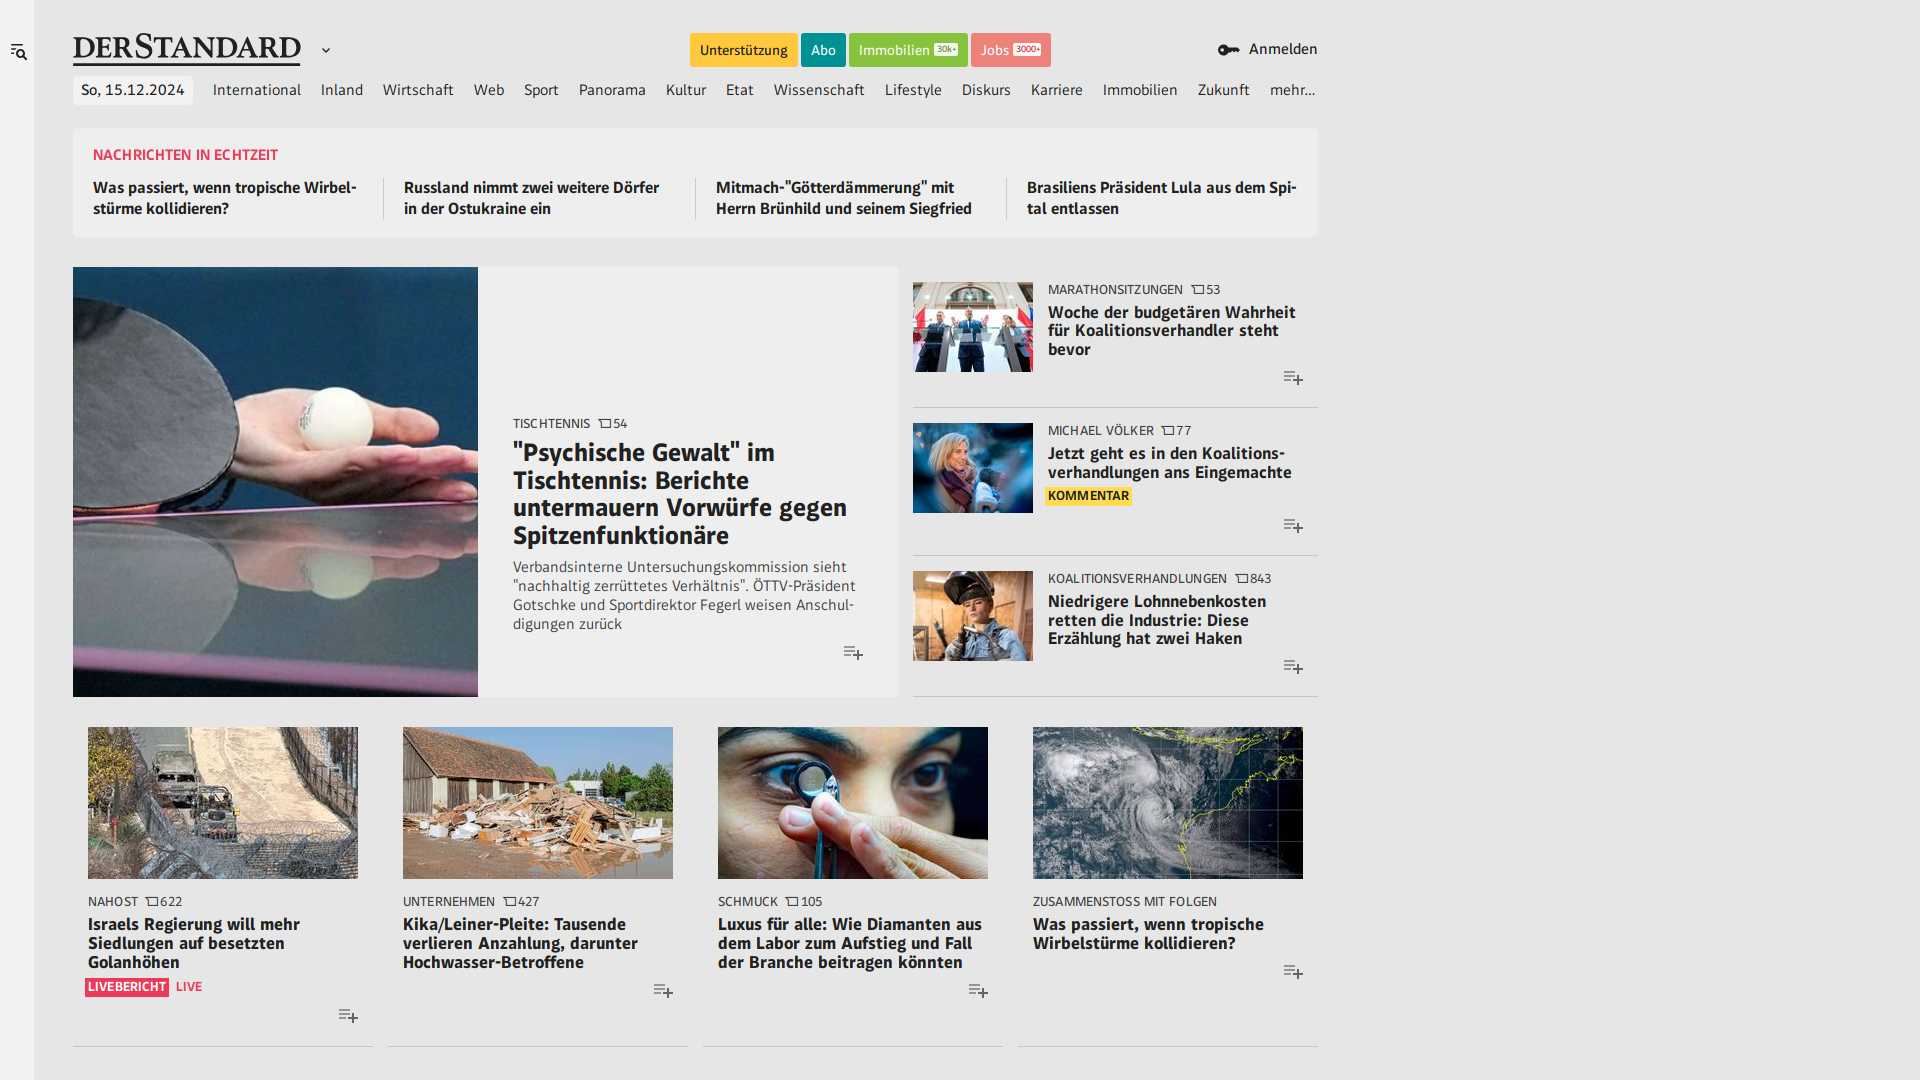 DERSTANDARD
Unterstützung
Abo
Immobilien 30k+
Jobs 3000+
Anmelden
So, 15.12.2024
International
Inland
Wirtschaft
Web
Sport
Panorama
Kultur
Etat
Wissenschaft
Lifestyle
Diskurs
Karriere
Immobilien
Zukunft
mehr…
NACHRICHTEN IN ECHTZEIT
Was passiert, wenn tropische Wirbel-
stürme kollidieren?
Russland nimmt zwei weitere Dörfer
in der Ostukraine ein
Mitmach-"Götterdämmerung" mit
Herrn Brünhild und seinem Siegfried
Brasiliens Präsident Lula aus dem Spi-
tal entlassen
TISCHTENNIS 54
"Psychische Gewalt" im
Tischtennis: Berichte
untermauern Vorwürfe gegen
Spitzenfunktionäre
Verbandsinterne Untersuchungskommission sieht
"nachhaltig zerrüttetes Verhältnis". ÖTTV-Präsident
Gotschke und Sportdirektor Fegerl weisen Anschul-
digungen zurück
MARATHONSITZUNGEN 53
Woche der budgetären Wahrheit
für Koalitionsverhandler steht
bevor
MICHAEL VÖLKER 77
Jetzt geht es in den Koalitions-
verhandlungen ans Eingemachte
KOMMENTAR
KOALITIONSVERHANDLUNGEN 843
Niedrigere Lohnnebenkosten
retten die Industrie: Diese
Erzählung hat zwei Haken
NAHOST 622
Israels Regierung will mehr
Siedlungen auf besetzten
Golanhöhen
LIVEBERICHT LIVE
UNTERNEHMEN 427
Kika/Leiner-Pleite: Tausende
verlieren Anzahlung, darunter
Hochwasser-Betroffene
SCHMUCK 105
Luxus für alle: Wie Diamanten aus
dem Labor zum Aufstieg und Fall
der Branche beitragen könnten
ZUSAMMENSTOSS MIT FOLGEN
Was passiert, wenn tropische
Wirbelstürme kollidieren?